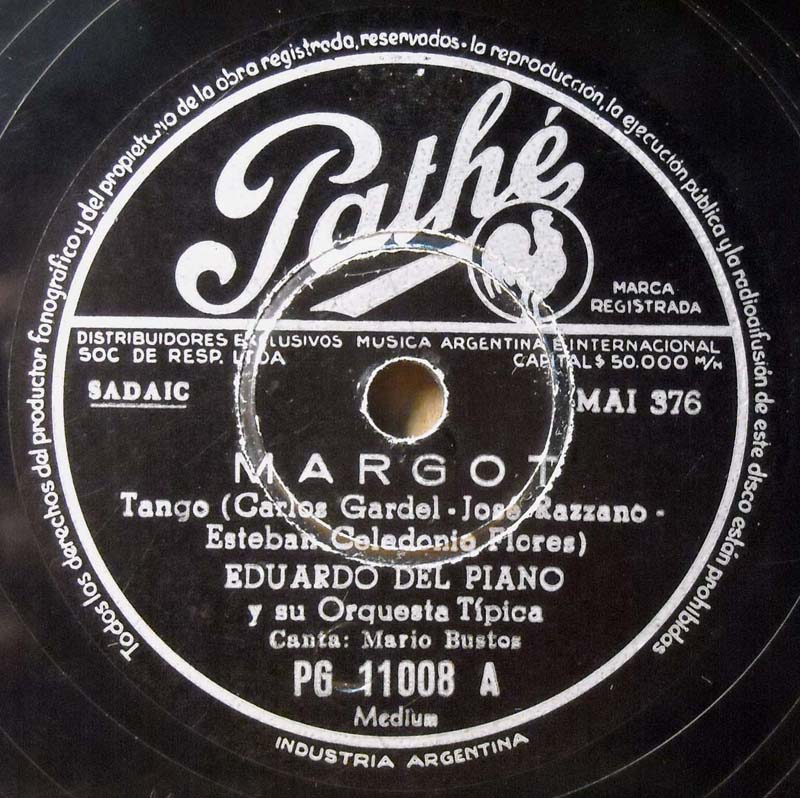 Todos los derechos del productor fonográfico y del propietario de la obra registrada, reservados · la reproducción, la ejecución pública y la radiodifusión de este disco están prohibidos
Pathé
MARCA
REGISTRADA
DISTRIBUIDORES EXCLUSIVOS MUSICA ARGENTINA E INTERNACIONAL
SOC DE RESP. LTDA CAPITAL $ 50.000 M/N
SADAIC MAI 376
MARGOT
Tango (Carlos Gardel - José Razzano -
Esteban Celedonio Flores)
EDUARDO DEL PIANO
y su Orquesta Típica
Canta: Mario Bustos
PG 11008 A
Medium
INDUSTRIA ARGENTINA